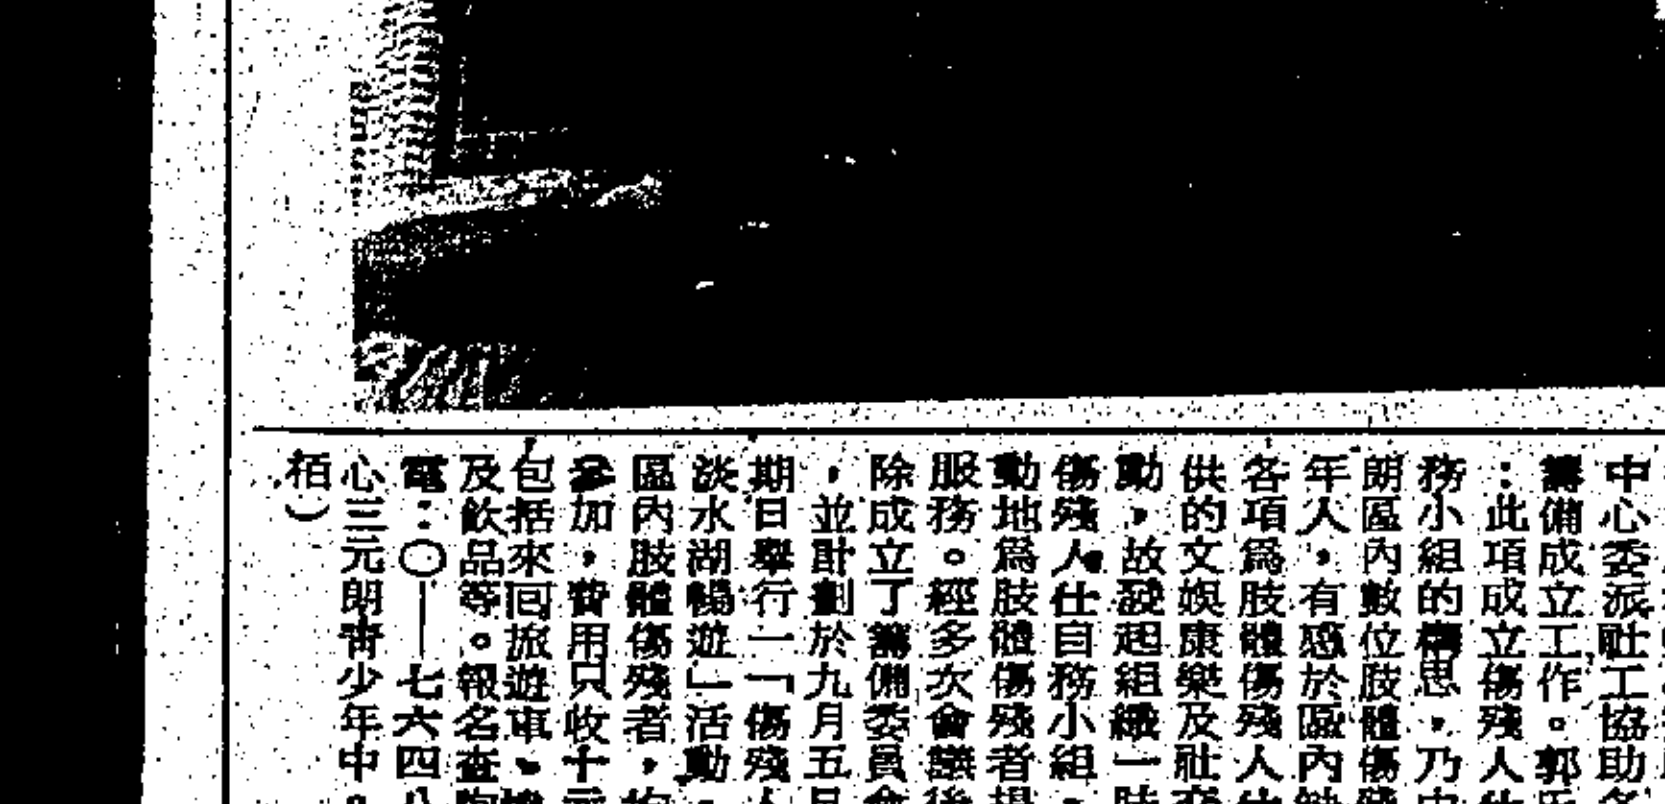 中心委派社工協助
籌備成立工作。郭
：此項成立傷殘人
務小組的構思，乃
朗區內數位肢體傷
年人，有感於區內
各項爲肢體傷殘人
供的文娛康樂及社
動，故發起組織一
傷殘人仕自務小組，
動地爲肢體傷殘者
服務。經多次會議
除成立了籌備委員
，並計劃於九月五
期日舉行一「傷殘
淡水湖暢遊」活動，
區內肢體傷殘者，
參加，費用只收十
包括來回旅遊車、
及飲品等。報名查
電：〇——七六四
心三元朗青少年中
栢）